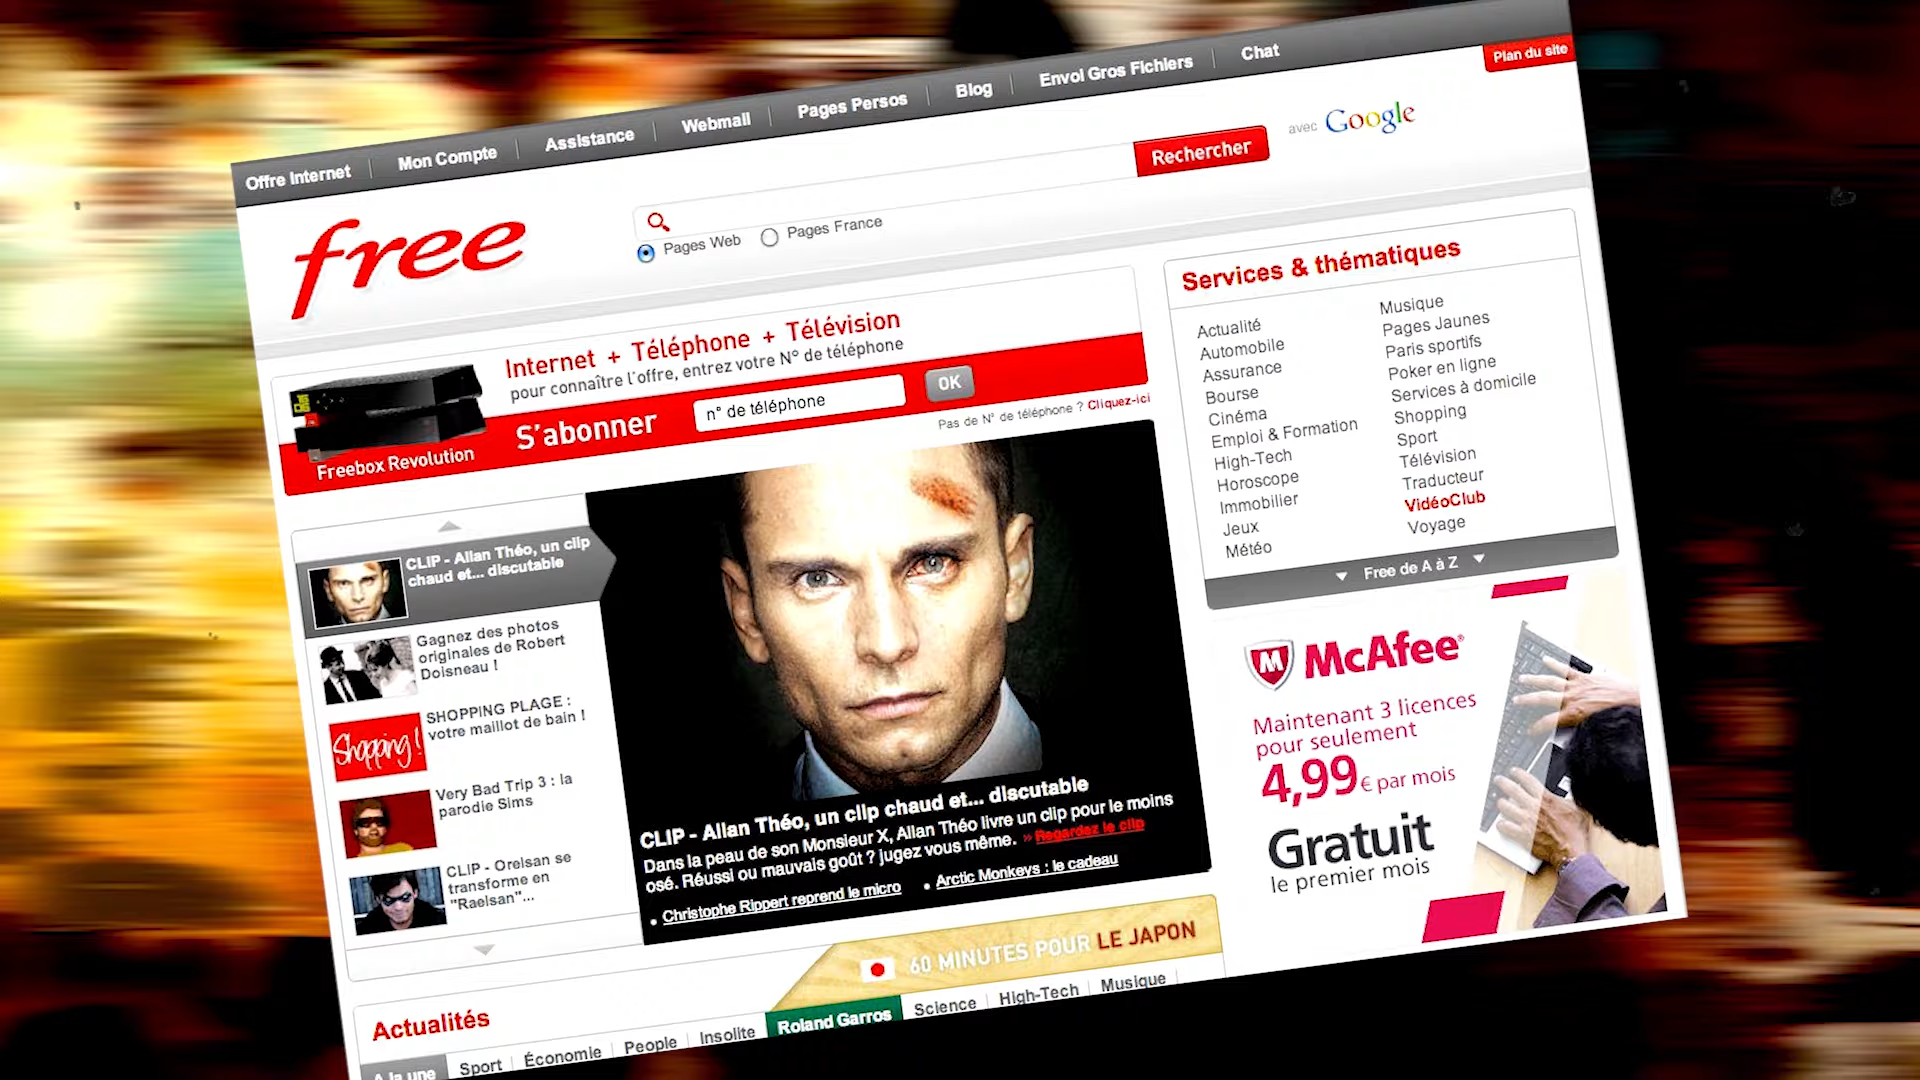 Offre Internet
Mon Compte
Assistance
Webmail
Pages Persos
Blog
Envoi Gros Fichiers
Chat
Plan du site
free
Rechercher
avec Google
Pages Web
Pages France
Internet + Téléphone + Télévision
pour connaître l'offre, entrez votre N° de téléphone
S'abonner
n° de téléphone
OK
Freebox Revolution
Pas de N° de téléphone ? Cliquez-ici
CLIP - Allan Théo, un clip
chaud et... discutable
Gagnez des photos
originales de Robert
Doisneau !
Shopping !
SHOPPING PLAGE :
votre maillot de bain !
Very Bad Trip 3 : la
parodie Sims
CLIP - Orelsan se
transforme en
"Raelsan"...
CLIP - Allan Théo, un clip chaud et... discutable
Dans la peau de son Monsieur X, Allan Théo livre un clip pour le moins
osé. Réussi ou mauvais goût ? jugez vous même. » Regardez le clip
• Christophe Rippert reprend le micro
• Arctic Monkeys : le cadeau
Services & thématiques
Actualité
Automobile
Assurance
Bourse
Cinéma
Emploi & Formation
High-Tech
Horoscope
Immobilier
Jeux
Météo
Musique
Pages Jaunes
Paris sportifs
Poker en ligne
Services à domicile
Shopping
Sport
Télévision
Traducteur
VidéoClub
Voyage
Free de A à Z
McAfee®
Maintenant 3 licences
pour seulement
4,99 € par mois
Gratuit
le premier mois
60 MINUTES POUR LE JAPON
Actualités
A la une
Sport
Économie
People
Insolite
Roland Garros
Science
High-Tech
Musique